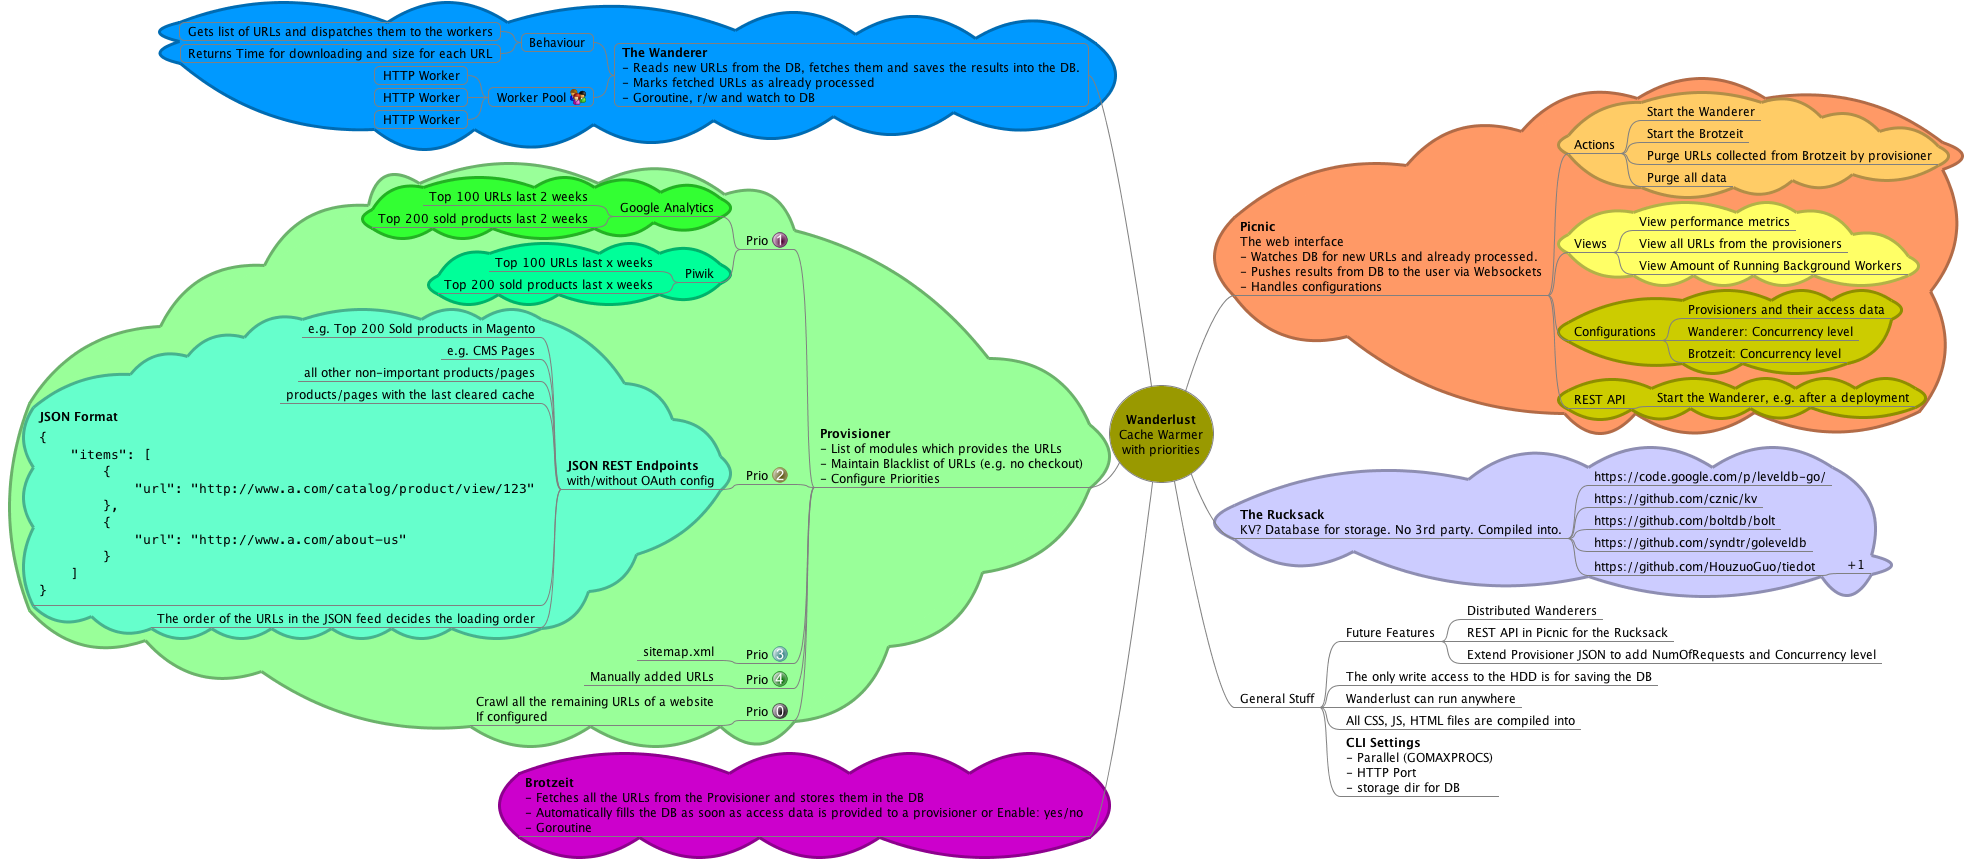 Gets list of URLs and dispatches them to the workers
Returns Time for downloading and size for each URL
Behaviour
HTTP Worker
HTTP Worker
HTTP Worker
Worker Pool
The Wanderer
- Reads new URLs from the DB, fetches them and saves the results into the DB.
- Marks fetched URLs as already processed
- Goroutine, r/w and watch to DB
Top 100 URLs last 2 weeks
Top 200 sold products last 2 weeks
Google Analytics
Top 100 URLs last x weeks
Top 200 sold products last x weeks
Piwik
Prio 1
e.g. Top 200 Sold products in Magento
e.g. CMS Pages
all other non-important products/pages
products/pages with the last cleared cache
JSON Format
{
"items": [
{
"url": "http://www.a.com/catalog/product/view/123"
},
{
"url": "http://www.a.com/about-us"
}
]
}
The order of the URLs in the JSON feed decides the loading order
JSON REST Endpoints
with/without OAuth config
Prio 2
sitemap.xml
Prio 3
Manually added URLs
Prio 4
Crawl all the remaining URLs of a website
If configured
Prio 0
Provisioner
- List of modules which provides the URLs
- Maintain Blacklist of URLs (e.g. no checkout)
- Configure Priorities
Brotzeit
- Fetches all the URLs from the Provisioner and stores them in the DB
- Automatically fills the DB as soon as access data is provided to a provisioner or Enable: yes/no
- Goroutine
Wanderlust
Cache Warmer
with priorities
Picnic
The web interface
- Watches DB for new URLs and already processed.
- Pushes results from DB to the user via Websockets
- Handles configurations
Actions
Start the Wanderer
Start the Brotzeit
Purge URLs collected from Brotzeit by provisioner
Purge all data
Views
View performance metrics
View all URLs from the provisioners
View Amount of Running Background Workers
Configurations
Provisioners and their access data
Wanderer: Concurrency level
Brotzeit: Concurrency level
REST API
Start the Wanderer, e.g. after a deployment
The Rucksack
KV? Database for storage. No 3rd party. Compiled into.
https://code.google.com/p/leveldb-go/
https://github.com/cznic/kv
https://github.com/boltdb/bolt
https://github.com/syndtr/goleveldb
https://github.com/HouzuoGuo/tiedot
+1
General Stuff
Future Features
Distributed Wanderers
REST API in Picnic for the Rucksack
Extend Provisioner JSON to add NumOfRequests and Concurrency level
The only write access to the HDD is for saving the DB
Wanderlust can run anywhere
All CSS, JS, HTML files are compiled into
CLI Settings
- Parallel (GOMAXPROCS)
- HTTP Port
- storage dir for DB